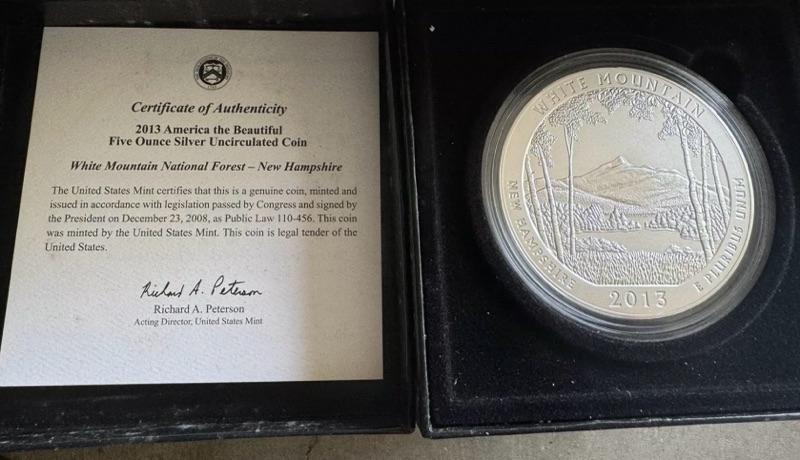 Certificate of Authenticity
2013 America the Beautiful
Five Ounce Silver Uncirculated Coin
White Mountain National Forest – New Hampshire
The United States Mint certifies that this is a genuine coin, minted and
issued in accordance with legislation passed by Congress and signed by
the President on December 23, 2008, as Public Law 110-456. This coin
was minted by the United States Mint. This coin is legal tender of the
United States.
Richard A. Peterson
Richard A. Peterson
Acting Director, United States Mint
WHITE MOUNTAIN
NEW HAMPSHIRE
2013
E PLURIBUS UNUM